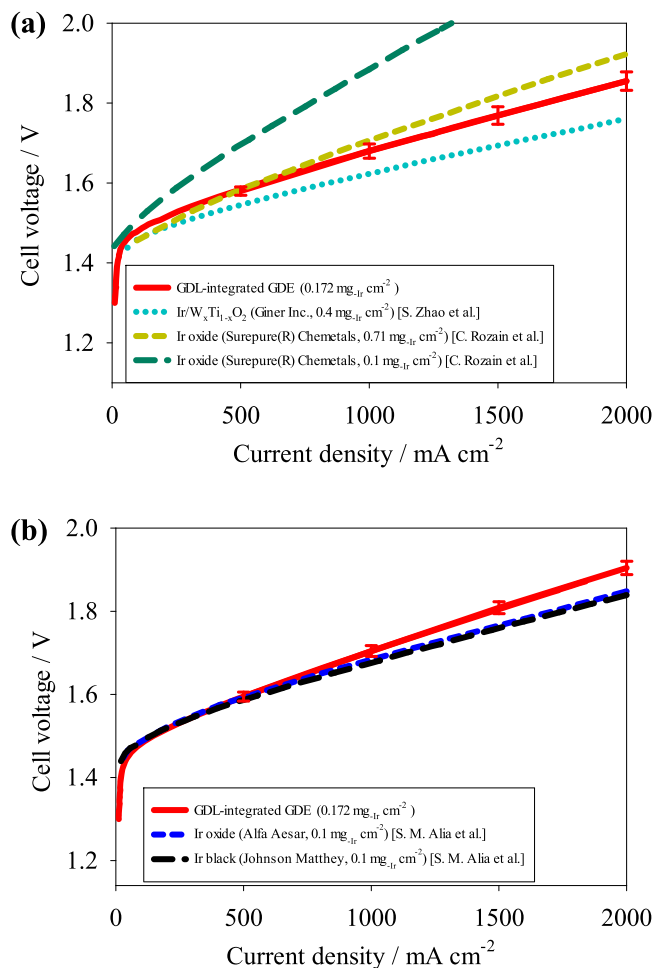 (a)
2.0
1.8
1.6
1.4
1.2
Cell voltage / V
GDL-integrated GDE (0.172 mg-Ir cm-2 )
Ir/WxTi1-xO2 (Giner Inc., 0.4 mg-Ir cm-2) [S. Zhao et al.]
Ir oxide (Surepure(R) Chemetals, 0.71 mg-Ir cm-2) [C. Rozain et al.]
Ir oxide (Surepure(R) Chemetals, 0.1 mg-Ir cm-2) [C. Rozain et al.]
0 500 1000 1500 2000
Current density / mA cm-2
(b)
2.0
1.8
1.6
1.4
1.2
Cell voltage / V
GDL-integrated GDE (0.172 mg-Ir cm-2 )
Ir oxide (Alfa Aesar, 0.1 mg-Ir cm-2) [S. M. Alia et al.]
Ir black (Johnson Matthey, 0.1 mg-Ir cm-2) [S. M. Alia et al.]
0 500 1000 1500 2000
Current density / mA cm-2